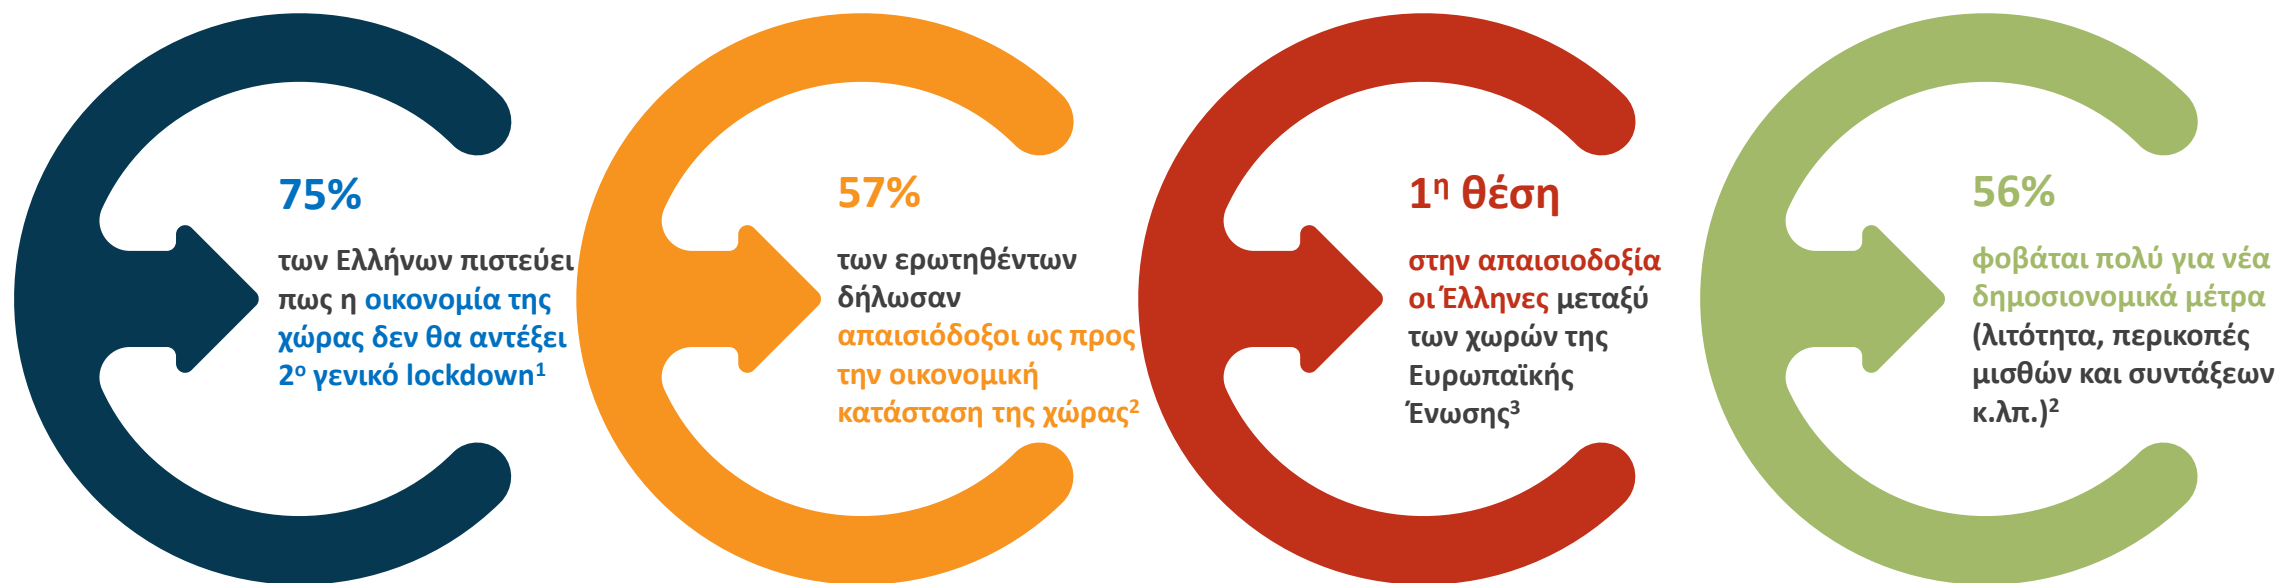 75%
των Ελλήνων πιστεύει
πως η οικονομία της
χώρας δεν θα αντέξει
2ο γενικό lockdown1
57%
των ερωτηθέντων
δήλωσαν
απαισιόδοξοι ως προς
την οικονομική
κατάσταση της χώρας2
1η θέση
στην απαισιοδοξία
οι Έλληνες μεταξύ
των χωρών της
Ευρωπαϊκής
Ένωσης3
56%
φοβάται πολύ για νέα
δημοσιονομικά μέτρα
(λιτότητα, περικοπές
μισθών και συντάξεων
κ.λπ.)2